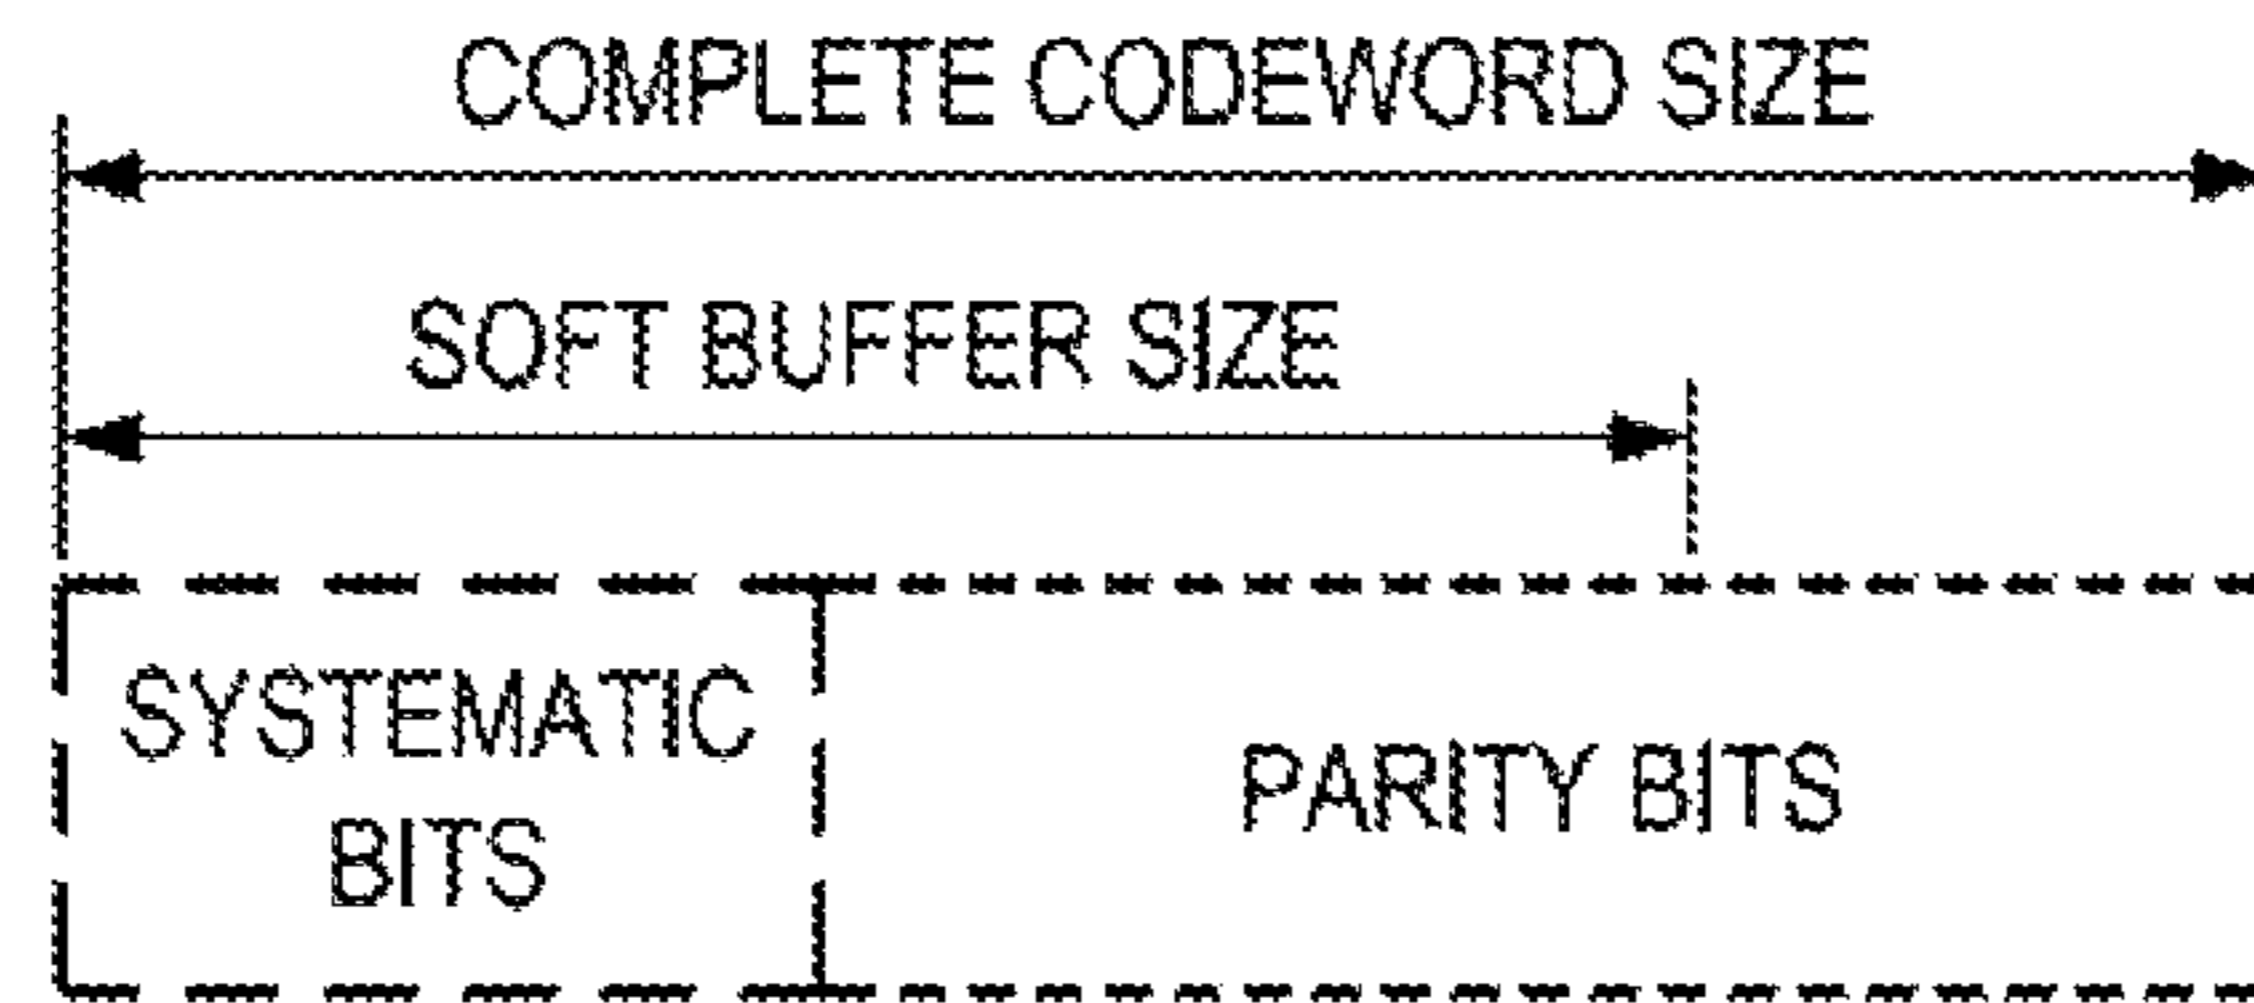 COMPLETE CODEWORD SIZE
SOFT BUFFER SIZE
SYSTEMATIC
BITS
PARITY BITS